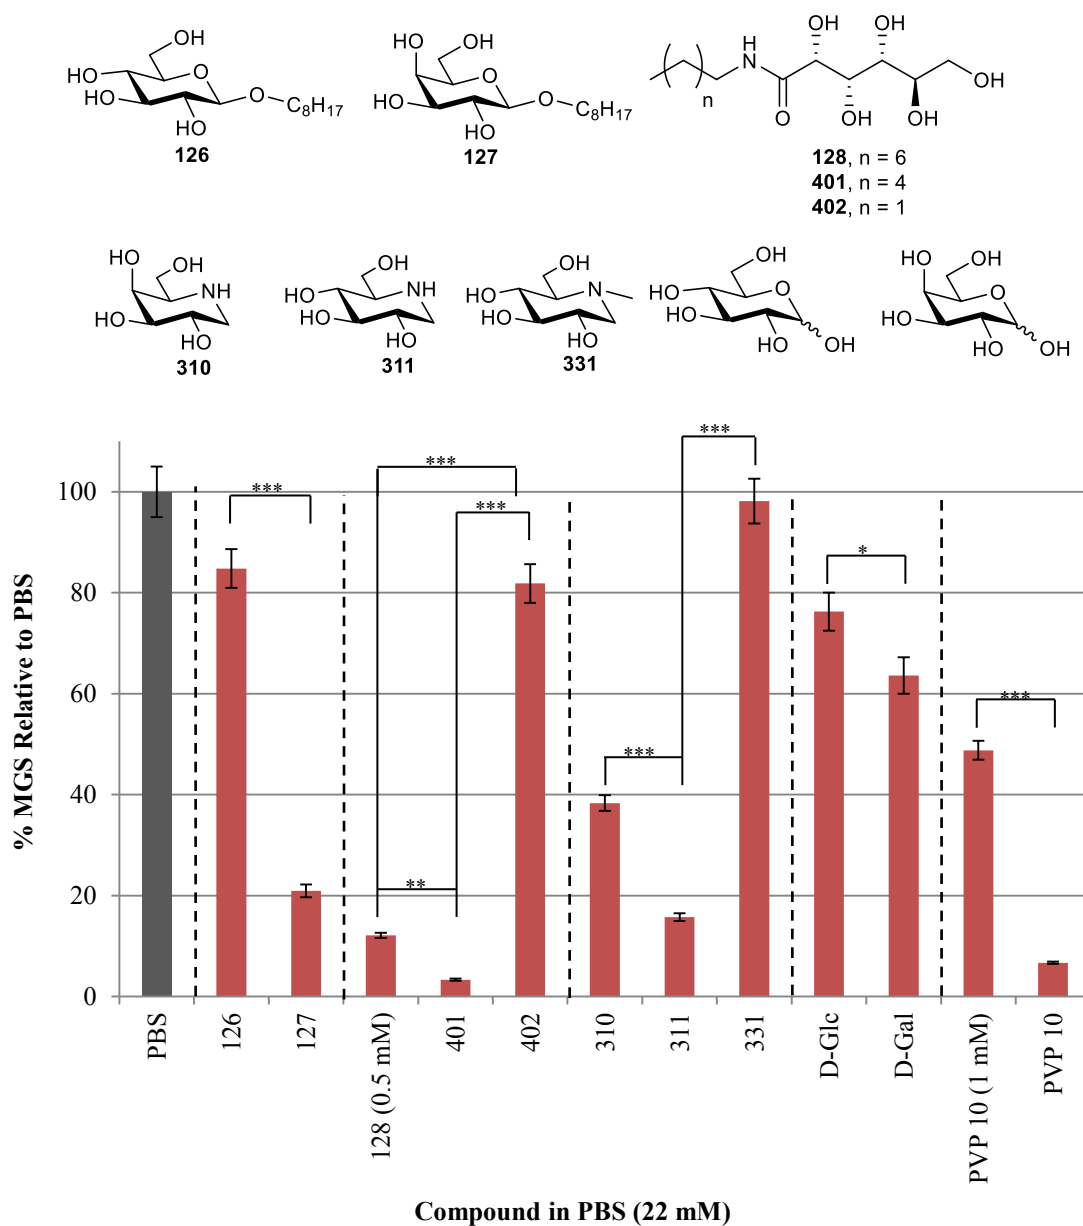 OH
HO
HO
HO
O
O
C8H17
126
HO
OH
HO
HO
O
O
C8H17
127
n
H
N
O
OH
OH
OH
OH
OH
128, n = 6
401, n = 4
402, n = 1
HO
OH
NH
HO
HO
310
OH
HO
HO
NH
HO
311
OH
HO
HO
N
HO
331
OH
HO
HO
O
HO
OH
HO
OH
O
HO
HO
OH
% MGS Relative to PBS
100
80
60
40
20
0
***
***
***
**
***
***
*
***
PBS
126
127
128 (0.5 mM)
401
402
310
311
331
D-Glc
D-Gal
PVP 10 (1 mM)
PVP 10
Compound in PBS (22 mM)